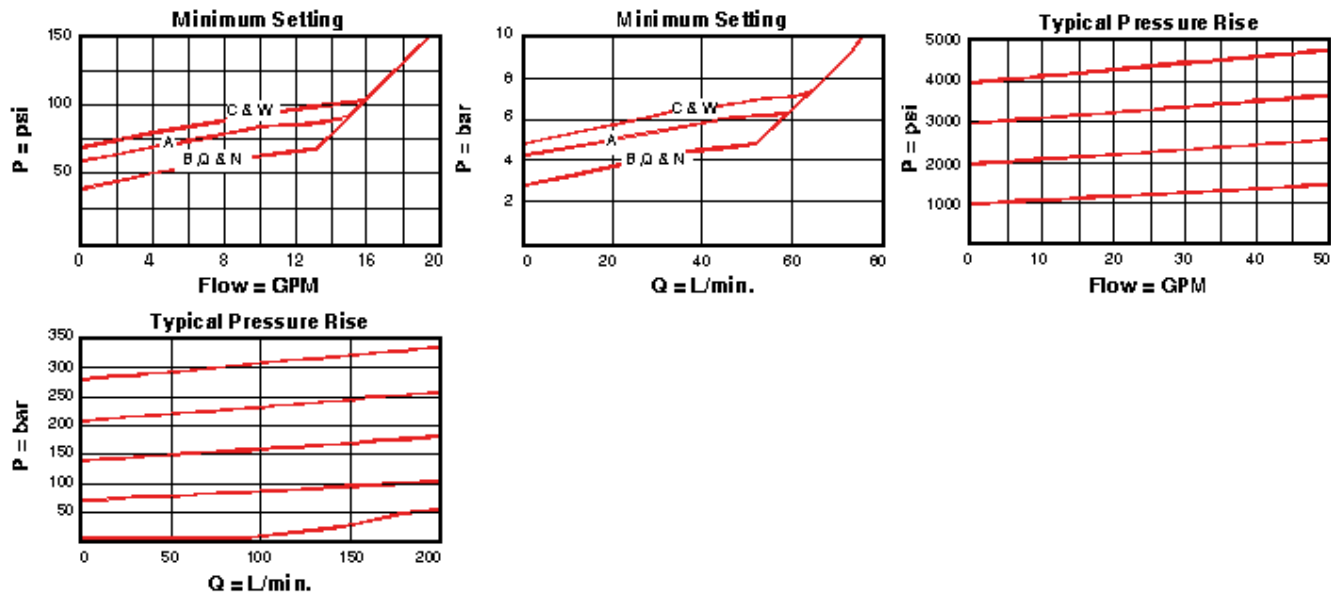 Minimum Setting
150
100
50
P = psi
C & W
A
B,Q & N
0 4 8 12 16 20
Flow = GPM
Minimum Setting
10
8
6
4
2
P = bar
C & W
A
B,Q & N
0 20 40 60 80
Q = L/min.
Typical Pressure Rise
5000
4000
3000
2000
1000
P = psi
0 10 20 30 40 50
Flow = GPM
Typical Pressure Rise
350
300
250
200
150
100
50
P = bar
0 50 100 150 200
Q = L/min.